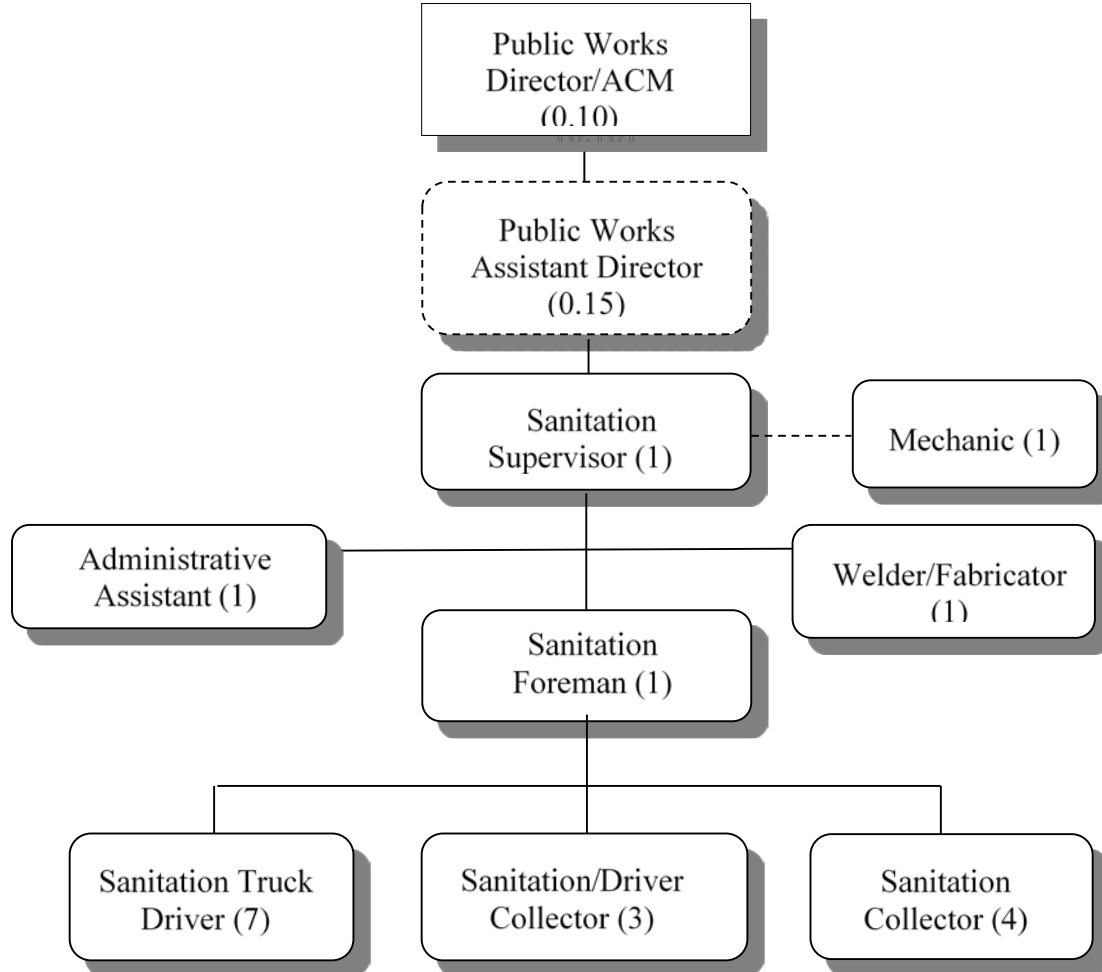 Public Works
Director/ACM
(0.10)
Public Works
Assistant Director
(0.15)
Sanitation
Supervisor (1)
Mechanic (1)
Administrative
Assistant (1)
Welder/Fabricator
(1)
Sanitation
Foreman (1)
Sanitation Truck
Driver (7)
Sanitation/Driver
Collector (3)
Sanitation
Collector (4)